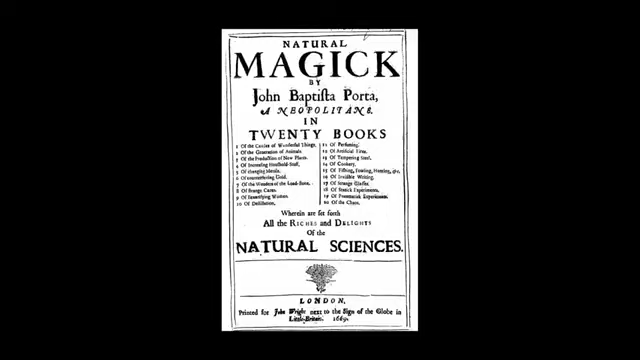 NATURAL
MAGICK
BY
John Baptista Porta,
A NEOPOLITANE.
IN
TWENTY BOOKS
1 Of the Causes of Wonderful Things.
2 Of the Generation of Animals.
3 Of the Production of New Plants.
4 Of Increasing Houshold-Stuff.
5 Of changing Metals.
6 Of counterfeiting Gold.
7 Of the Wonders of the Load-stone.
8 Of strange Cures.
9 Of Beautifying Women.
10 Of Distillation.
11 Of Perfuming.
12 Of Artificial Fires.
13 Of Tempering Steel.
14 Of Cookery.
15 Of Fishing, Fowling, Hunting, &c.
16 Of Invisible Writing.
17 Of Strange Glasses.
18 Of Statick Experiments.
19 Of Pneumatick Experiments.
20 Of the Chaos.
Wherein are set forth
All the RICHES and DELIGHTS
Of the
NATURAL SCIENCES.
LONDON,
Printed for John Wright next to the Sign of the Globe in
Little-Britain. 1669.